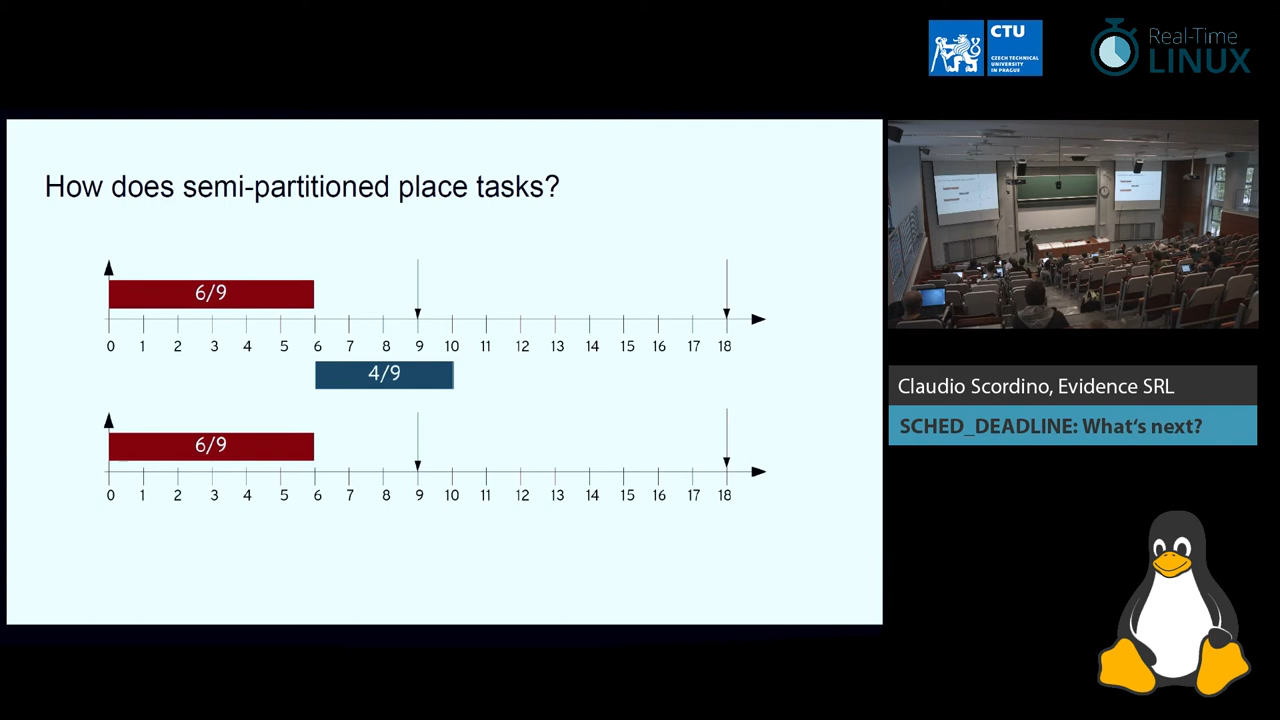 CTU
CZECH TECHNICAL
UNIVERSITY
IN PRAGUE
Real-Time
LINUX
How does semi-partitioned place tasks?
6/9
0 1 2 3 4 5 6 7 8 9 10 11 12 13 14 15 16 17 18
4/9
6/9
0 1 2 3 4 5 6 7 8 9 10 11 12 13 14 15 16 17 18
Claudio Scordino, Evidence SRL
SCHED_DEADLINE: What's next?